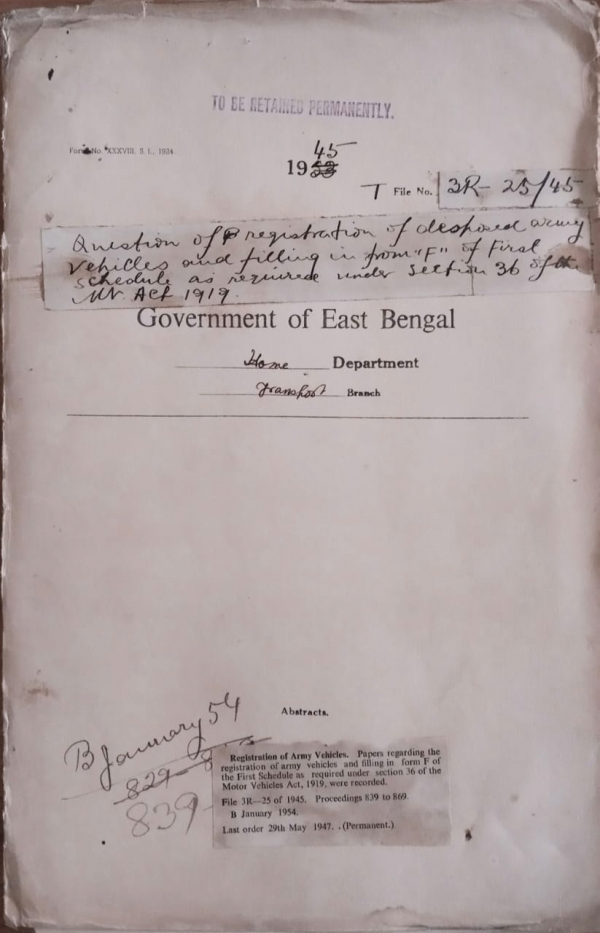 TO BE RETAINED PERMANENTLY.
Form No. XXXVIII, S. I., 1934
1945
T File No. 3R- 25/45
Question of registration of desposed army
vehicles and filling in from "F" of first
schedule as required under section 36 of the
MV. Act 1919.
Government of East Bengal
Home Department
Transport Branch
Abstracts.
B January 54
829-8
839-
Registration of Army Vehicles. Papers regarding the
registration of army vehicles and filling in form F of
the First Schedule as required under section 36 of the
Motor Vehicles Act, 1919, were recorded.
File 3R—25 of 1945. Proceedings 839 to 869.
B January 1954.
Last order 29th May 1947. . (Permanent.)